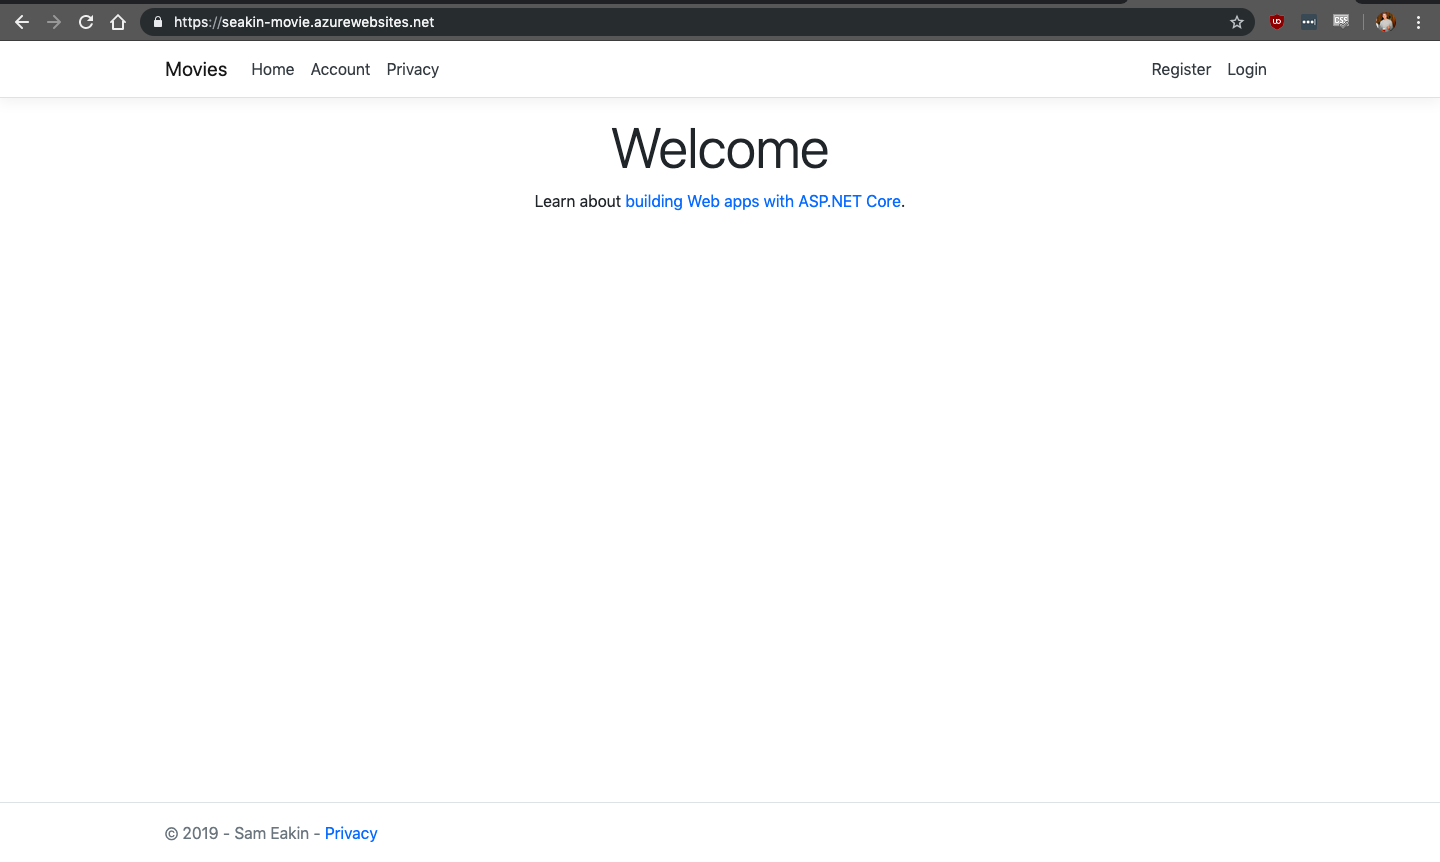 https://seakin-movie.azurewebsites.net
Movies Home Account Privacy Register Login
Welcome
Learn about building Web apps with ASP.NET Core.
© 2019 - Sam Eakin - Privacy